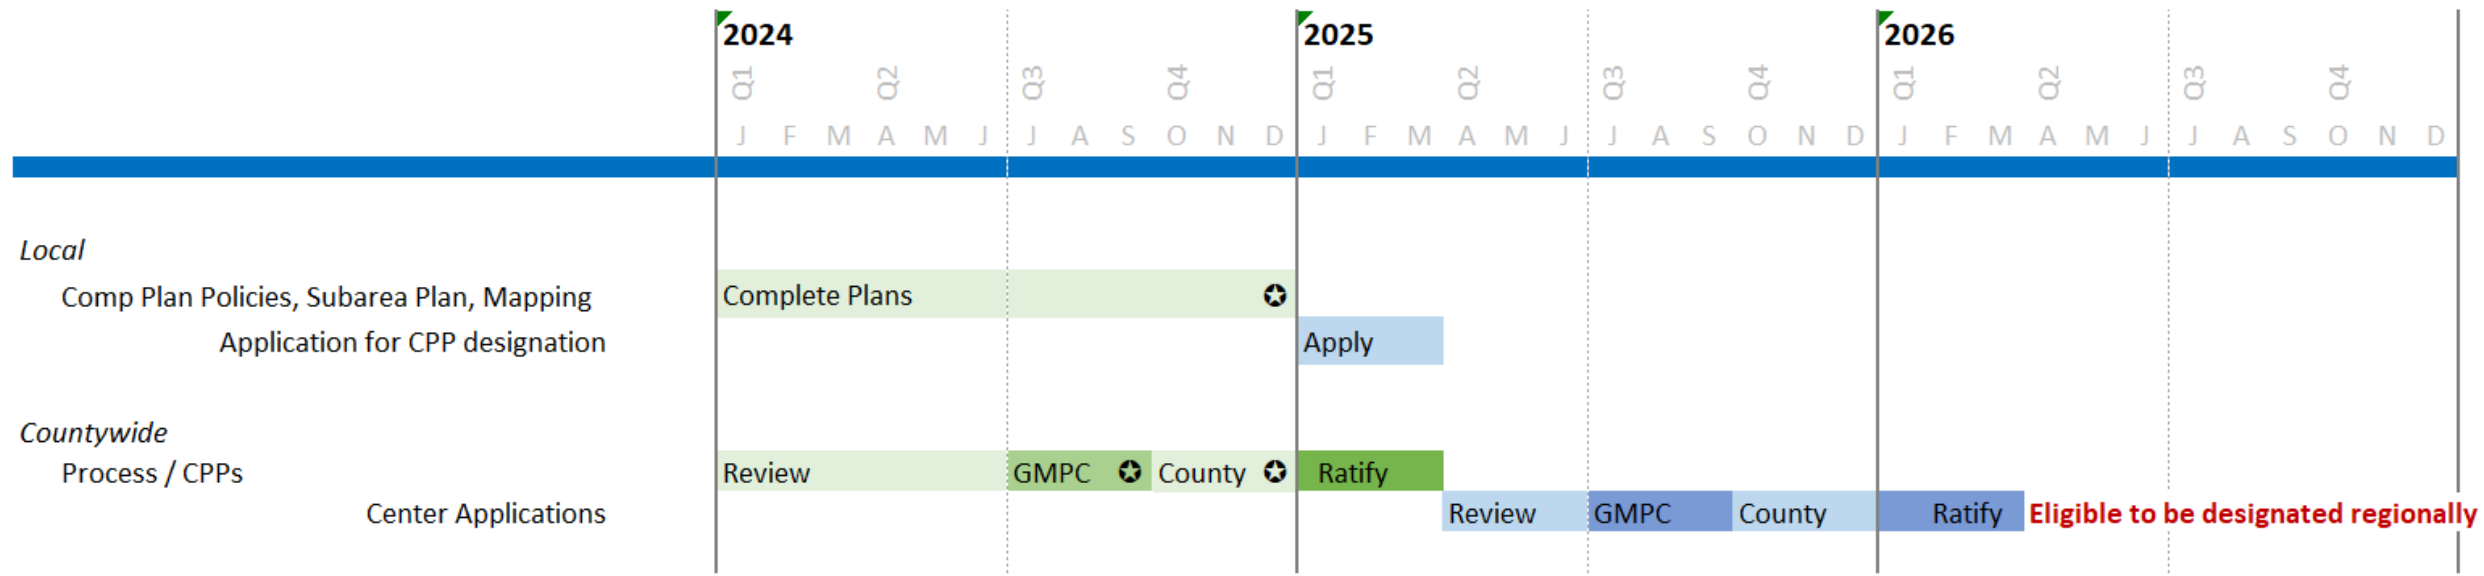 2024 2025 2026
Q1 Q2 Q3 Q4 Q1 Q2 Q3 Q4 Q1 Q2 Q3 Q4
J F M A M J J A S O N D J F M A M J J A S O N D J F M A M J J A S O N D
Local
Comp Plan Policies, Subarea Plan, Mapping Complete Plans
Application for CPP designation Apply
Countywide
Process / CPPs Review GMPC County Ratify
Center Applications Review GMPC County Ratify Eligible to be designated regionally